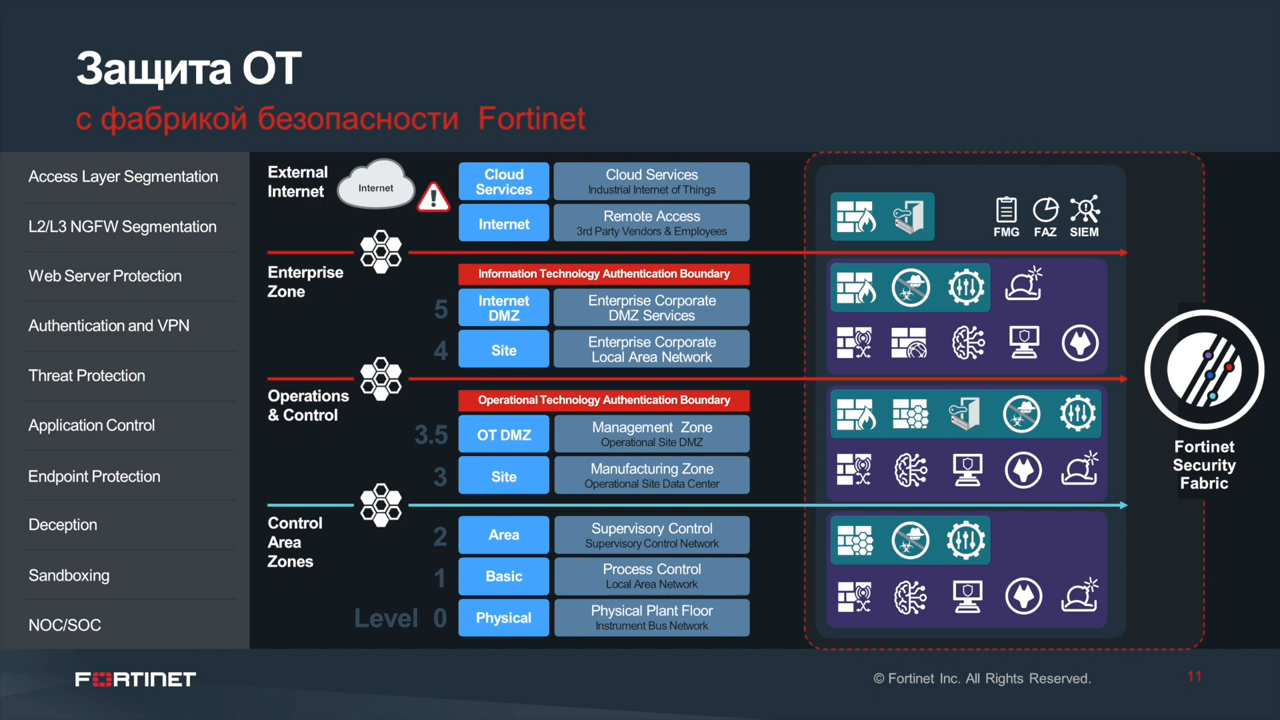 Защита ОТ
с фабрикой безопасности Fortinet
Access Layer Segmentation
L2/L3 NGFW Segmentation
Web Server Protection
Authentication and VPN
Threat Protection
Application Control
Endpoint Protection
Deception
Sandboxing
NOC/SOC
External
Internet
Internet
Cloud
Services
Cloud Services
Industrial Internet of Things
Internet
Remote Access
3rd Party Vendors & Employees
FMG
FAZ
SIEM
Enterprise
Zone
Information Technology Authentication Boundary
5
Internet
DMZ
Enterprise Corporate
DMZ Services
4
Site
Enterprise Corporate
Local Area Network
Operations
& Control
Operational Technology Authentication Boundary
3.5
OT DMZ
Management Zone
Operational Site DMZ
3
Site
Manufacturing Zone
Operational Site Data Center
Control
Area
Zones
2
Area
Supervisory Control
Supervisory Control Network
1
Basic
Process Control
Local Area Network
Level 0
Physical
Physical Plant Floor
Instrument Bus Network
Fortinet
Security
Fabric
FORTINET
© Fortinet Inc. All Rights Reserved.
11